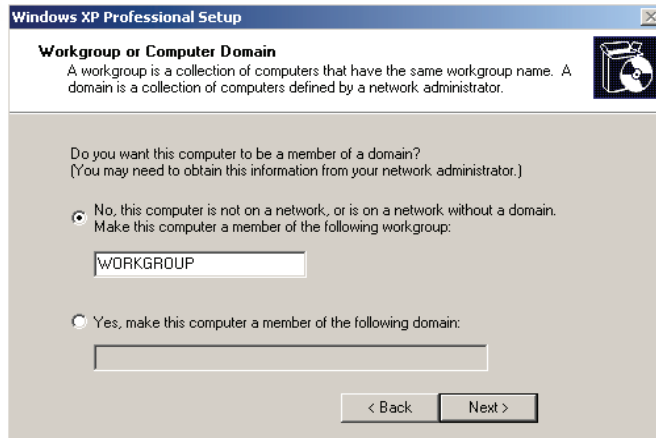 Windows XP Professional Setup
Workgroup or Computer Domain
A workgroup is a collection of computers that have the same workgroup name. A
domain is a collection of computers defined by a network administrator.
Do you want this computer to be a member of a domain?
(You may need to obtain this information from your network administrator.)
No, this computer is not on a network, or is on a network without a domain.
Make this computer a member of the following workgroup:
WORKGROUP
Yes, make this computer a member of the following domain:
< Back
Next >